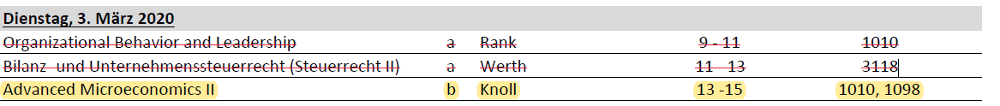 Dienstag, 3. März 2020
Organizational Behavior and Leadership a Rank 9 - 11 1010
Bilanz- und Unternehmenssteuerrecht (Steuerrecht II) a Werth 11 - 13 3118
Advanced Microeconomics II b Knoll 13 -15 1010, 1098